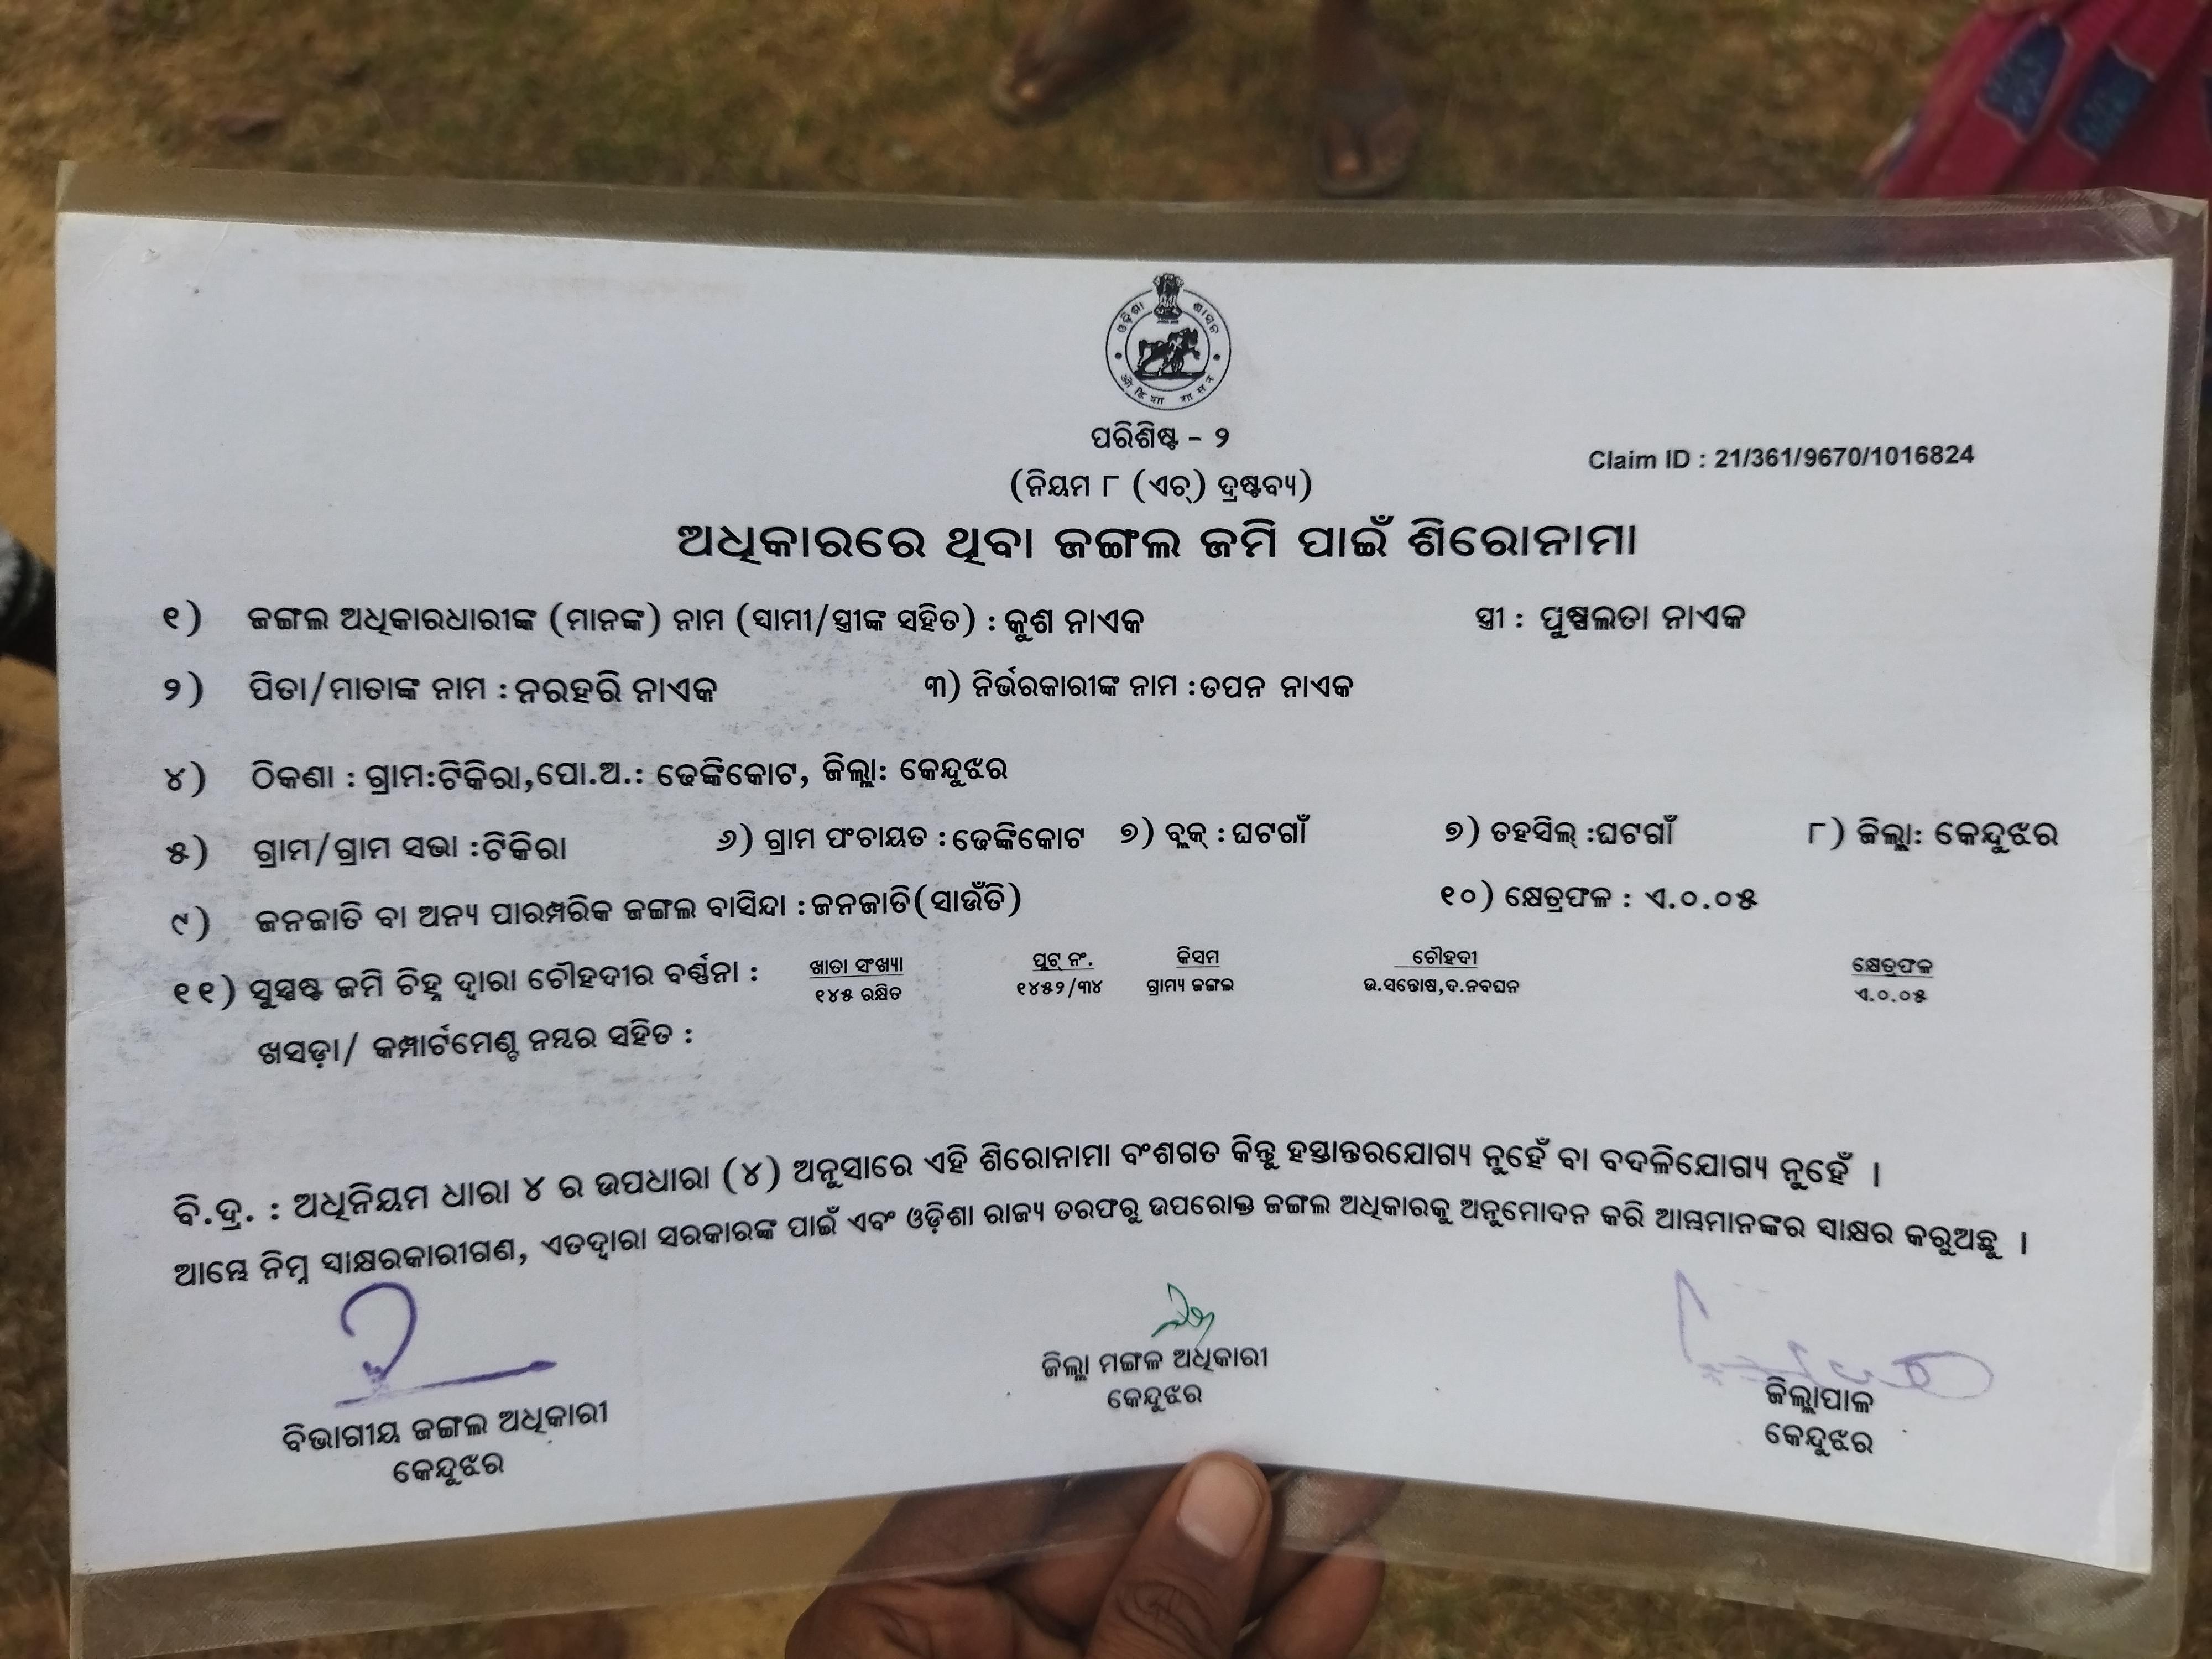 ଓଡ଼ିଶା ଶାସନ
ओडिशा शासन
ପରିଶିଷ୍ଟ - ୨
(ନିୟମ ୮ (ଏଚ୍) ଦ୍ରଷ୍ଟବ୍ୟ)
Claim ID : 21/361/9670/1016824
ଅଧିକାରରେ ଥିବା ଜଙ୍ଗଲ ଜମି ପାଇଁ ଶିରୋନାମା
୧) ଜଙ୍ଗଲ ଅଧିକାରଧାରୀଙ୍କ (ମାନଙ୍କ) ନାମ (ସ୍ୱାମୀ/ସ୍ତ୍ରୀଙ୍କ ସହିତ) : କୁଶ ନାଏକ ସ୍ତ୍ରୀ : ପୁଷ୍ପଲତା ନାଏକ
୨) ପିତା/ମାତାଙ୍କ ନାମ : ନରହରି ନାଏକ ୩) ନିର୍ଭରକାରୀଙ୍କ ନାମ : ତପନ ନାଏକ
୪) ଠିକଣା : ଗ୍ରାମ:ଟିକିରା,ପୋ.ଅ.: ଢେଙ୍କିକୋଟ, ଜିଲ୍ଲା: କେନ୍ଦୁଝର
୫) ଗ୍ରାମ/ଗ୍ରାମ ସଭା :ଟିକିରା ୬) ଗ୍ରାମ ପଂଚାୟତ : ଢେଙ୍କିକୋଟ ୭) ବ୍ଲକ୍ : ଘଟଗାଁ ୭) ତହସିଲ୍ :ଘଟଗାଁ ୮) ଜିଲ୍ଲା: କେନ୍ଦୁଝର
୯) ଜନଜାତି ବା ଅନ୍ୟ ପାରମ୍ପରିକ ଜଙ୍ଗଲ ବାସିନ୍ଦା : ଜନଜାତି(ସାଉଁତି) ୧୦) କ୍ଷେତ୍ରଫଳ : ଏ.୦.୦୫
୧୧) ସୁସ୍ପଷ୍ଟ ଜମି ଚିହ୍ନ ଦ୍ୱାରା ଚୌହଦୀର ବର୍ଣ୍ଣନା : ଖାତା ସଂଖ୍ୟା ପ୍ଲଟ୍ ନଂ. କିସମ ଚୌହଦୀ କ୍ଷେତ୍ରଫଳ
୧୪୫ ରକ୍ଷିତ ୧୪୫୨/୩୪ ଗ୍ରାମ୍ୟ ଜଙ୍ଗଲ ଉ.ସନ୍ତୋଷ,ଦ.ନବଘନ ଏ.୦.୦୫
ଖସଡ଼ା/ କମ୍ପାର୍ଟମେଣ୍ଟ ନମ୍ବର ସହିତ :
ବି.ଦ୍ର. : ଅଧିନିୟମ ଧାରା ୪ ର ଉପଧାରା (୪) ଅନୁସାରେ ଏହି ଶିରୋନାମା ବଂଶଗତ କିନ୍ତୁ ହସ୍ତାନ୍ତରଯୋଗ୍ୟ ନୁହେଁ ବା ବଦଳିଯୋଗ୍ୟ ନୁହେଁ ।
ଆମ୍ଭେ ନିମ୍ନ ସାକ୍ଷରକାରୀଗଣ, ଏତଦ୍ୱାରା ସରକାରଙ୍କ ପାଇଁ ଏବଂ ଓଡ଼ିଶା ରାଜ୍ୟ ତରଫରୁ ଉପରୋକ୍ତ ଜଙ୍ଗଲ ଅଧିକାରକୁ ଅନୁମୋଦନ କରି ଆମ୍ଭମାନଙ୍କର ସାକ୍ଷର କରୁଅଛୁ ।
ବିଭାଗୀୟ ଜଙ୍ଗଲ ଅଧିକାରୀ
କେନ୍ଦୁଝର
ଜିଲ୍ଲା ମଙ୍ଗଳ ଅଧିକାରୀ
କେନ୍ଦୁଝର
ଜିଲ୍ଲାପାଳ
କେନ୍ଦୁଝର